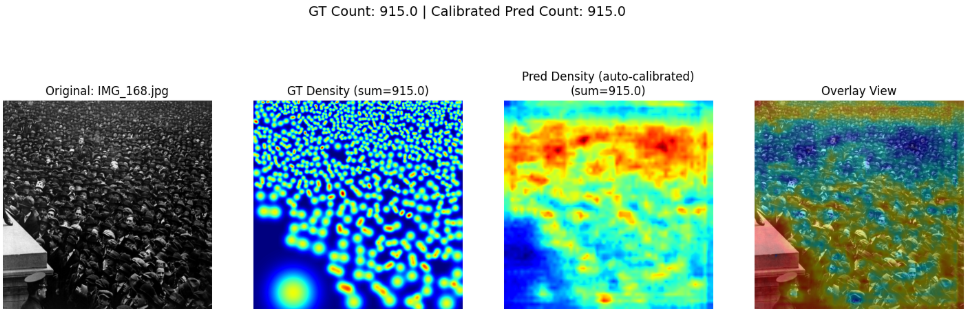 GT Count: 915.0 | Calibrated Pred Count: 915.0
Original: IMG_168.jpg
GT Density (sum=915.0)
Pred Density (auto-calibrated)
(sum=915.0)
Overlay View